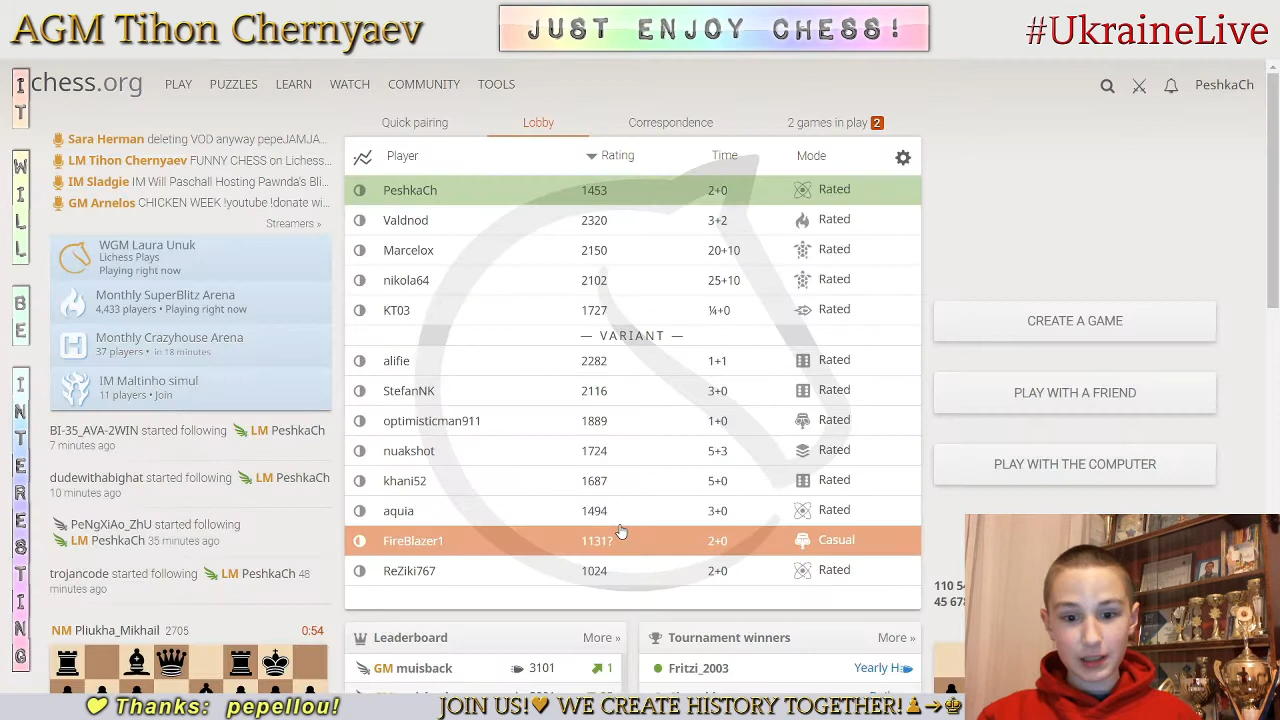 AGM Tihon Chernyaev
JUST ENJOY CHESS!
#UkraineLive
IT WILL BE INTERESTING
chess.org
PLAY
PUZZLES
LEARN
WATCH
COMMUNITY
TOOLS
PeshkaCh
Sara Herman deleting VOD anyway pepeJAMJA...
LM Tihon Chernyaev FUNNY CHESS on Lichess...
IM Sladgie IM Will Paschall Hosting Pawnda's Bli...
GM Arnelos CHICKEN WEEK !youtube !donate wi...
Streamers »
WGM Laura Unuk
Lichess Plays
Playing right now
Monthly SuperBlitz Arena
4,433 players • Playing right now
Monthly Crazyhouse Arena
37 players • in 18 minutes
IM Maltinho simul
11 players • Join
BI-35_AVA-2WIN started following LM PeshkaCh
7 minutes ago
dudewithabighat started following LM PeshkaCh
10 minutes ago
PeNgXiAo_ZhU started following
LM PeshkaCh 35 minutes ago
trojancode started following LM PeshkaCh 48
minutes ago
NM Pliukha_Mikhail 2705 0:54
Quick pairing
Lobby
Correspondence
2 games in play 2
Player Rating Time Mode
PeshkaCh 1453 2+0 Rated
Valdnod 2320 3+2 Rated
Marcelox 2150 20+10 Rated
nikola64 2102 25+10 Rated
KT03 1727 ¼+0 Rated
— VARIANT —
alifie 2282 1+1 Rated
StefanNK 2116 3+0 Rated
optimisticman911 1889 1+0 Rated
nuakshot 1724 5+3 Rated
khani52 1687 5+0 Rated
aquia 1494 3+0 Rated
FireBlazer1 1131? 2+0 Casual
ReZiki767 1024 2+0 Rated
Leaderboard More »
GM muisback 3101 1
Tournament winners More »
Fritzi_2003 Yearly H
CREATE A GAME
PLAY WITH A FRIEND
PLAY WITH THE COMPUTER
110 54
45 678
Thanks: pepellou!
JOIN US! WE CREATE HISTORY TOGETHER!